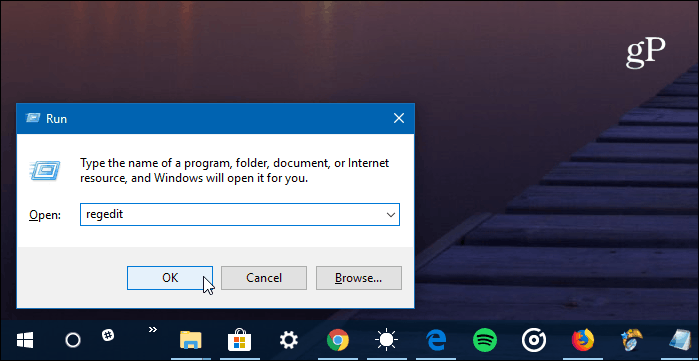 gP
Run
Type the name of a program, folder, document, or Internet
resource, and Windows will open it for you.
Open: regedit
OK Cancel Browse...